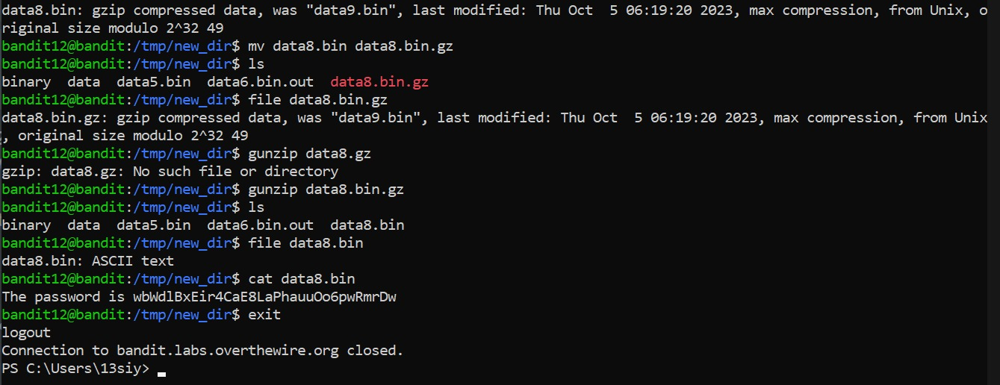 data8.bin: gzip compressed data, was "data9.bin", last modified: Thu Oct  5 06:19:20 2023, max compression, from Unix, o
riginal size modulo 2^32 49
bandit12@bandit:/tmp/new_dir$ mv data8.bin data8.bin.gz
bandit12@bandit:/tmp/new_dir$ ls
binary  data  data5.bin  data6.bin.out  data8.bin.gz
bandit12@bandit:/tmp/new_dir$ file data8.bin.gz
data8.bin.gz: gzip compressed data, was "data9.bin", last modified: Thu Oct  5 06:19:20 2023, max compression, from Unix
, original size modulo 2^32 49
bandit12@bandit:/tmp/new_dir$ gunzip data8.gz
gzip: data8.gz: No such file or directory
bandit12@bandit:/tmp/new_dir$ gunzip data8.bin.gz
bandit12@bandit:/tmp/new_dir$ ls
binary  data  data5.bin  data6.bin.out  data8.bin
bandit12@bandit:/tmp/new_dir$ file data8.bin
data8.bin: ASCII text
bandit12@bandit:/tmp/new_dir$ cat data8.bin
The password is wbWdlBxEir4CaE8LaPhauuOo6pwRmrDw
bandit12@bandit:/tmp/new_dir$ exit
logout
Connection to bandit.labs.overthewire.org closed.
PS C:\Users\13siy>